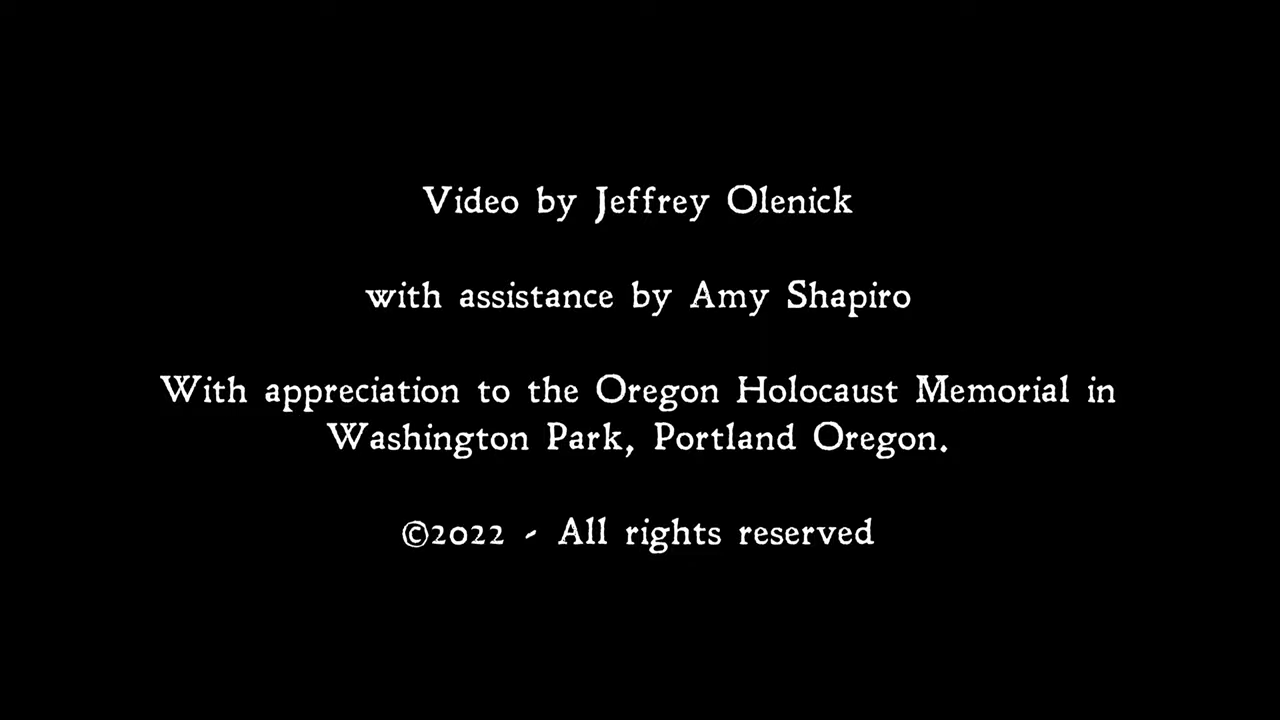 Video by Jeffrey Olenick
with assistance by Amy Shapiro
With appreciation to the Oregon Holocaust Memorial in
Washington Park, Portland Oregon.
©2022 - All rights reserved